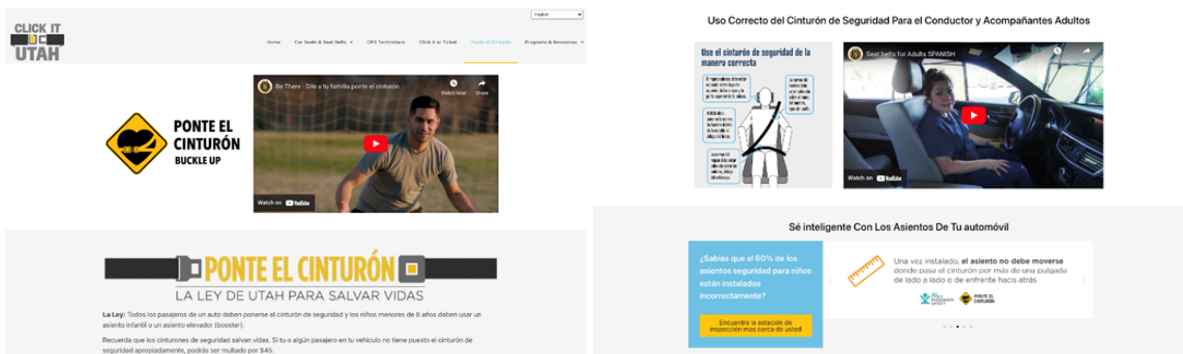 English
CLICK IT
UTAH
Home
Car Seats & Seat Belts
CPS Technicians
Click It or Ticket
Ponte el Cinturón
Programs & Resources
Be There - Dile a tu familia ponte el cinturón
Watch later
Share
PONTE EL
CINTURÓN
BUCKLE UP
Watch on YouTube
PONTE EL CINTURÓN
LA LEY DE UTAH PARA SALVAR VIDAS
La Ley: Todos los pasajeros de un auto deben ponerse el cinturón de seguridad y los niños menores de 8 años deben usar un
asiento infantil o un asiento elevador (booster).
Recuerda que los cinturones de seguridad salvan vidas. Si tu o algún pasajero en tu vehículo no tiene puesto el cinturón de
seguridad apropiadamente, podrás ser multado por $45.
Uso Correcto del Cinturón de Seguridad Para el Conductor y Acompañantes Adultos
Use el cinturón de seguridad de la
manera correcta
Seat belts for Adults SPANISH
Watch on YouTube
Sé inteligente Con Los Asientos De Tu automóvil
¿Sabías que el 60% de los
asientos seguridad para niños
están instalados
incorrectamente?
Encuentra la estación de
inspección mas cerca de usted!
Una vez instalado, el asiento no debe moverse
donde pasa el cinturón por más de una pulgada
de lado a lado o de enfrente hacis atrás
PONTE EL
CINTURÓN